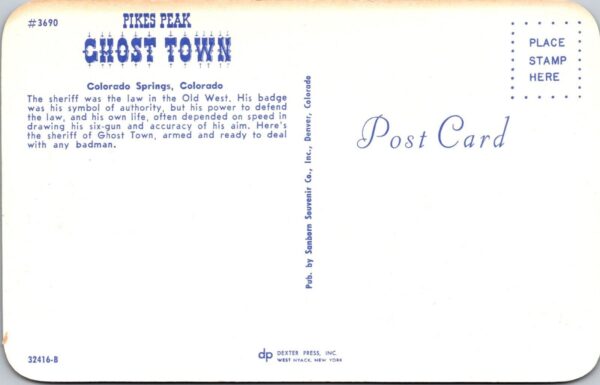 #3690
PIKES PEAK
GHOST TOWN
Colorado Springs, Colorado
The sheriff was the law in the Old West. His badge
was his symbol of authority, but his power to defend
the law, and his own life, often depended on speed in
drawing his six-gun and accuracy of his aim. Here's
the sheriff of Ghost Town, armed and ready to deal
with any badman.
Pub. by Sanborn Souvenir Co., Inc., Denver, Colorado
PLACE
STAMP
HERE
Post Card
32416-B
dp DEXTER PRESS, INC.
WEST NYACK, NEW YORK